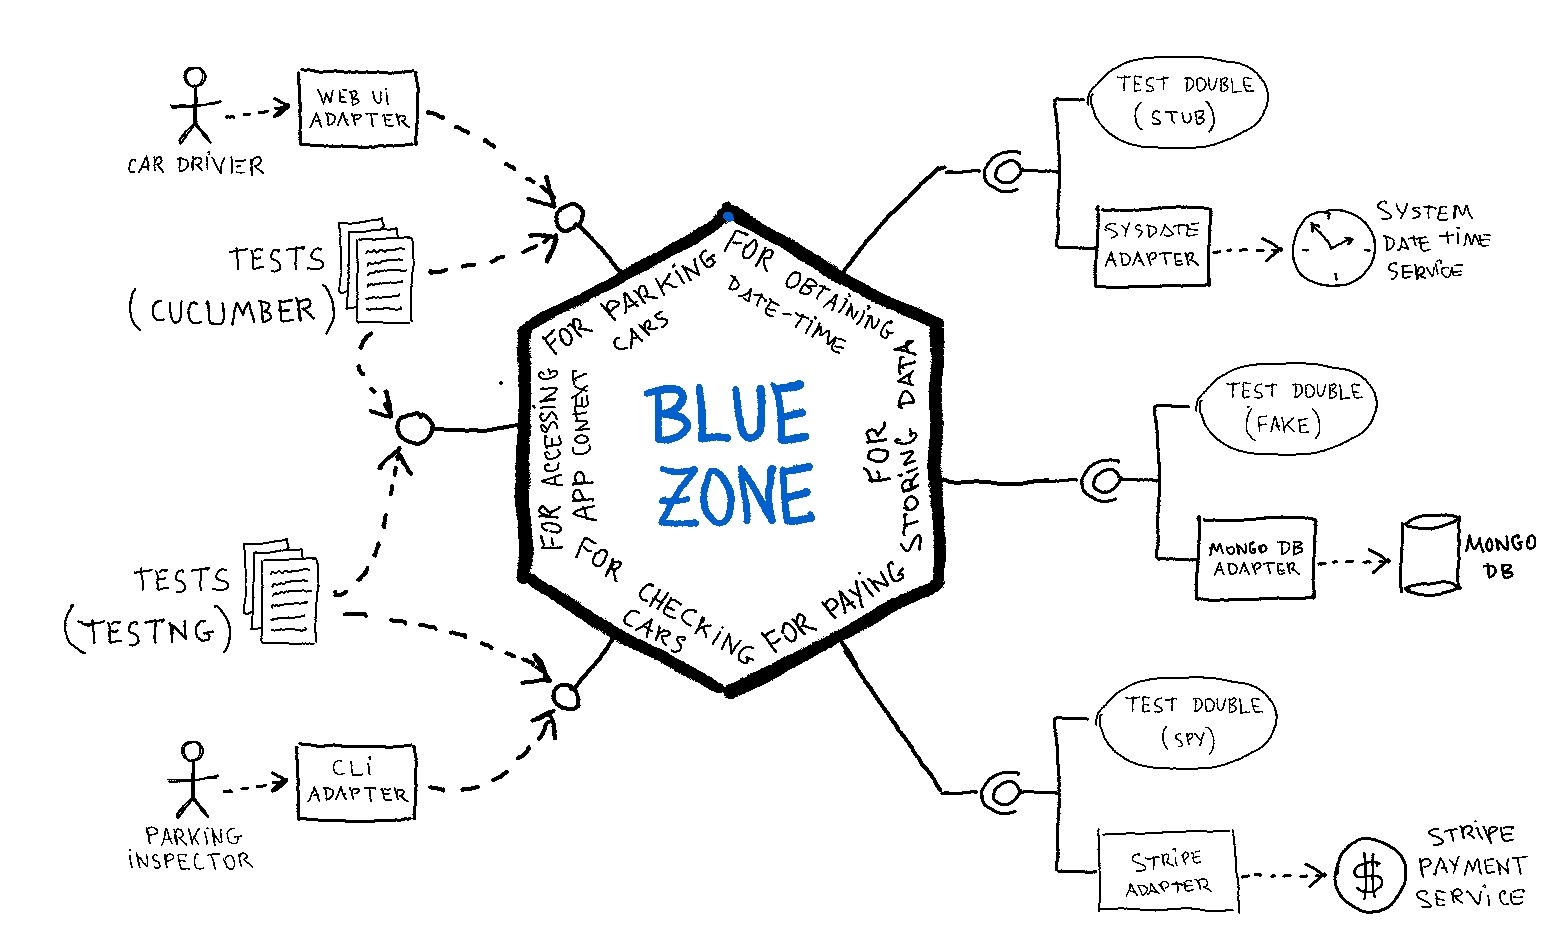 WEB Ui
ADAPTER
CAR DRIVIER
TESTS
(CUCUMBER)
TESTS
(TESTNG)
CLi
ADAPTER
PARKiNG
iNSPECTOR
FOR PARKING
CARS
FOR OBTAiNiNG
DATE-TiME
FOR ACCESSiNG
APP CONTEXT
BLUE
ZONE
FOR
STORiNG DATA
FOR CHECKiNG
CARS
FOR PAYiNG
TEST DOUBLE
(STUB)
SYSDATE
ADAPTER
SYSTEM
DATE TiME
SERViCE
TEST DOUBLE
(FAKE)
MONGO DB
ADAPTER
MONGO
DB
TEST DOUBLE
(SPY)
STRiPE
ADAPTER
$
STRiPE
PAYMENT
SERViCE